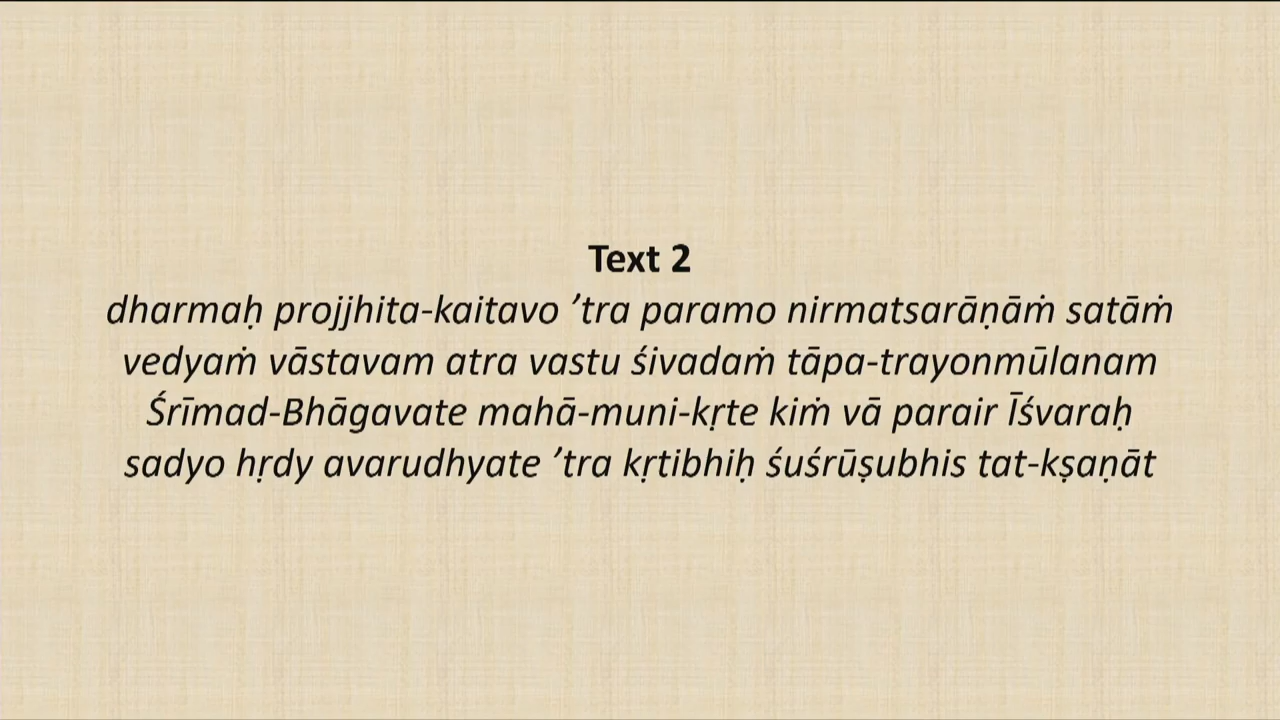 Text 2
dharmaḥ projjhita-kaitavo ’tra paramo nirmatsarāṇāṁ satāṁ
vedyaṁ vāstavam atra vastu śivadaṁ tāpa-trayonmūlanam
Śrīmad-Bhāgavate mahā-muni-kṛte kiṁ vā parair Īśvaraḥ
sadyo hṛdy avarudhyate ’tra kṛtibhiḥ śuśrūṣubhis tat-kṣaṇāt